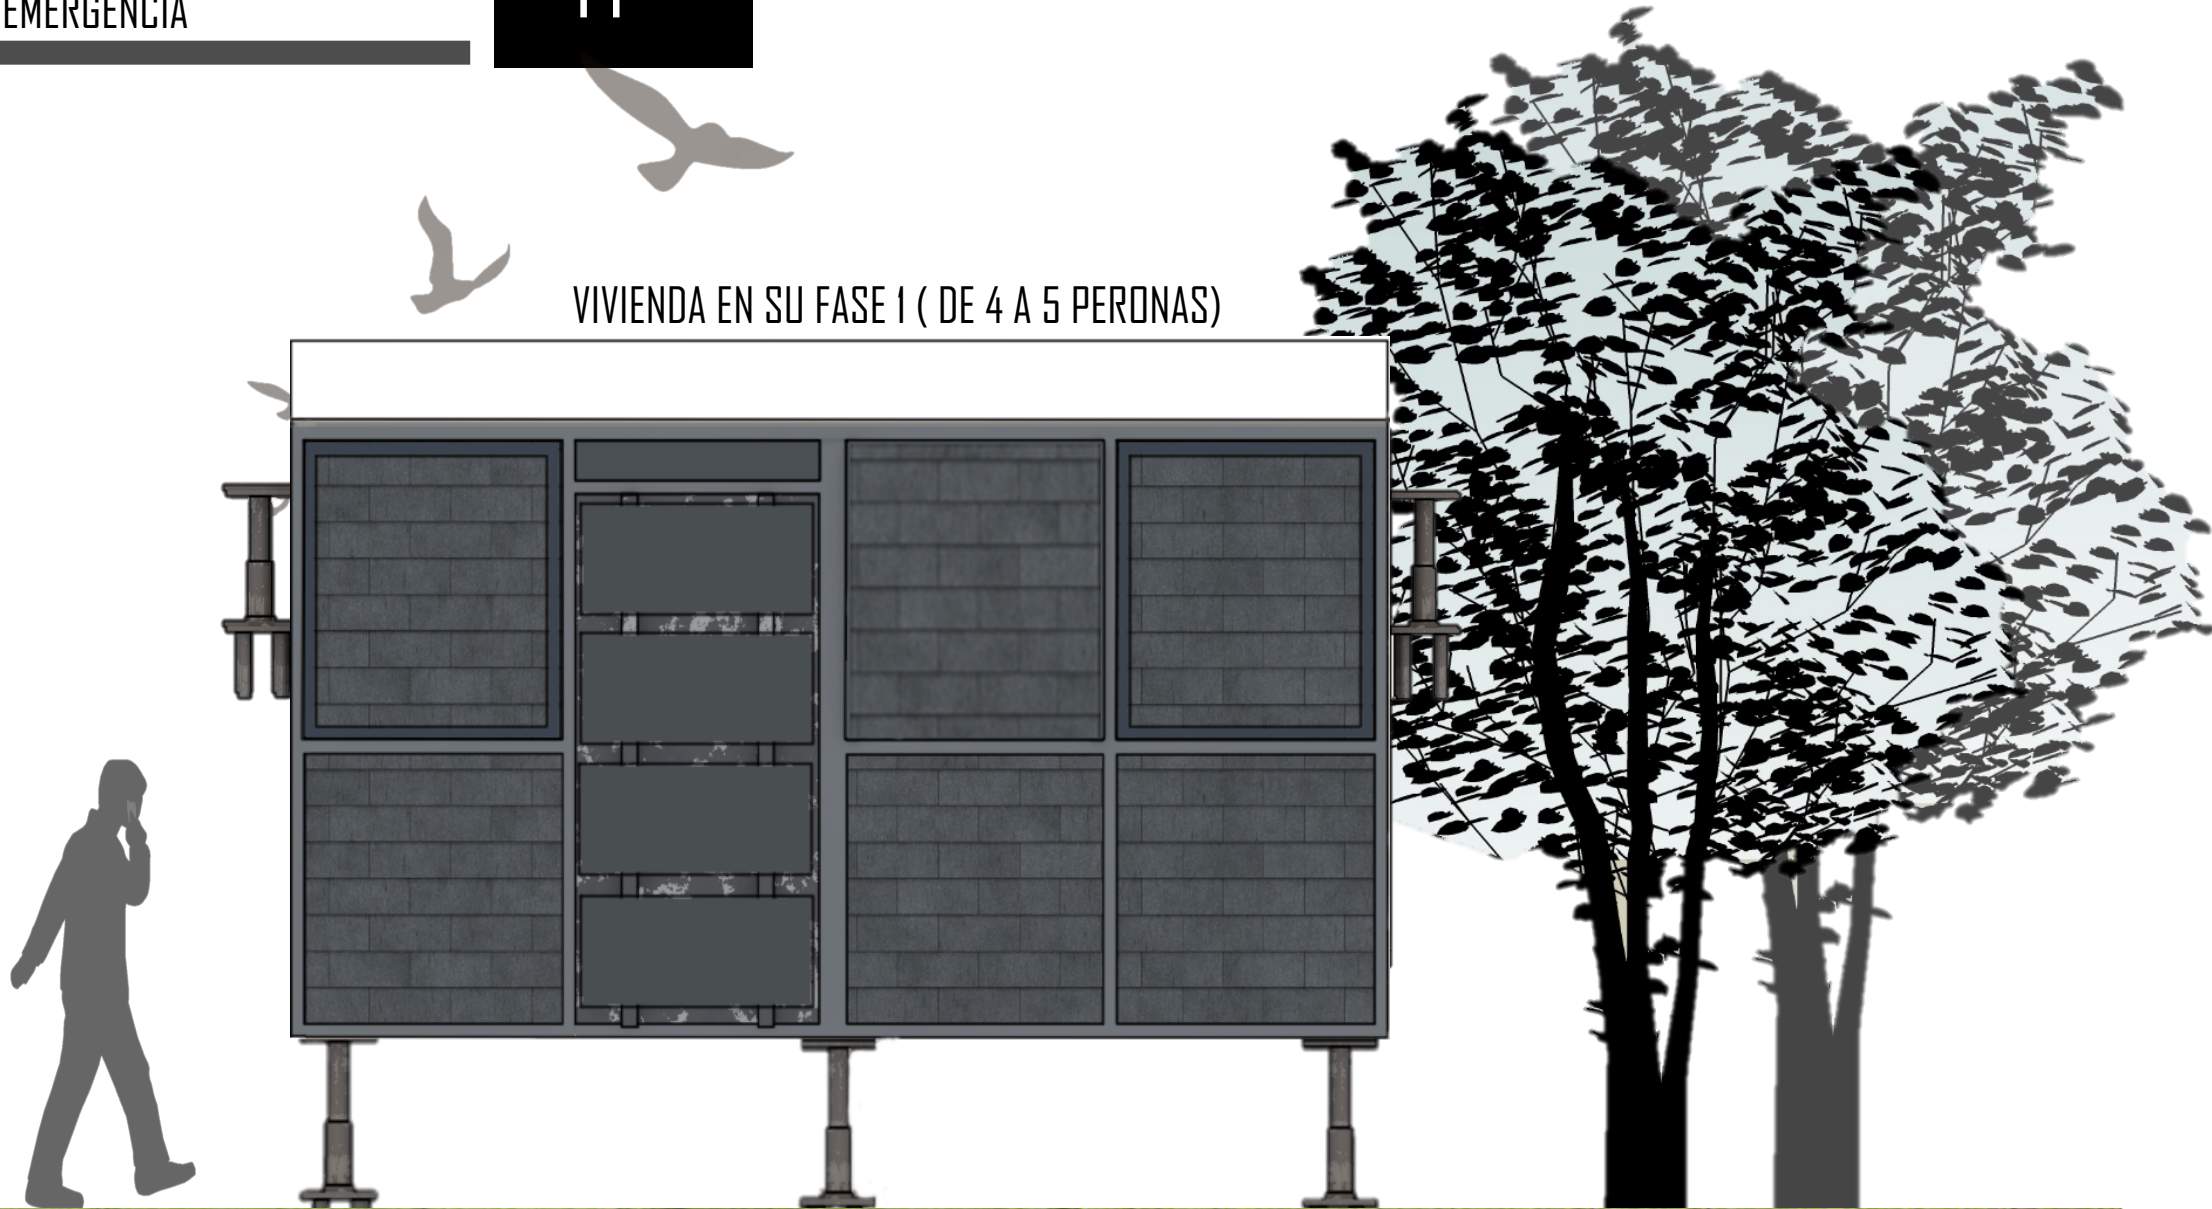 EMERGENCIA
VIVIENDA EN SU FASE 1 ( DE 4 A 5 PERONAS)